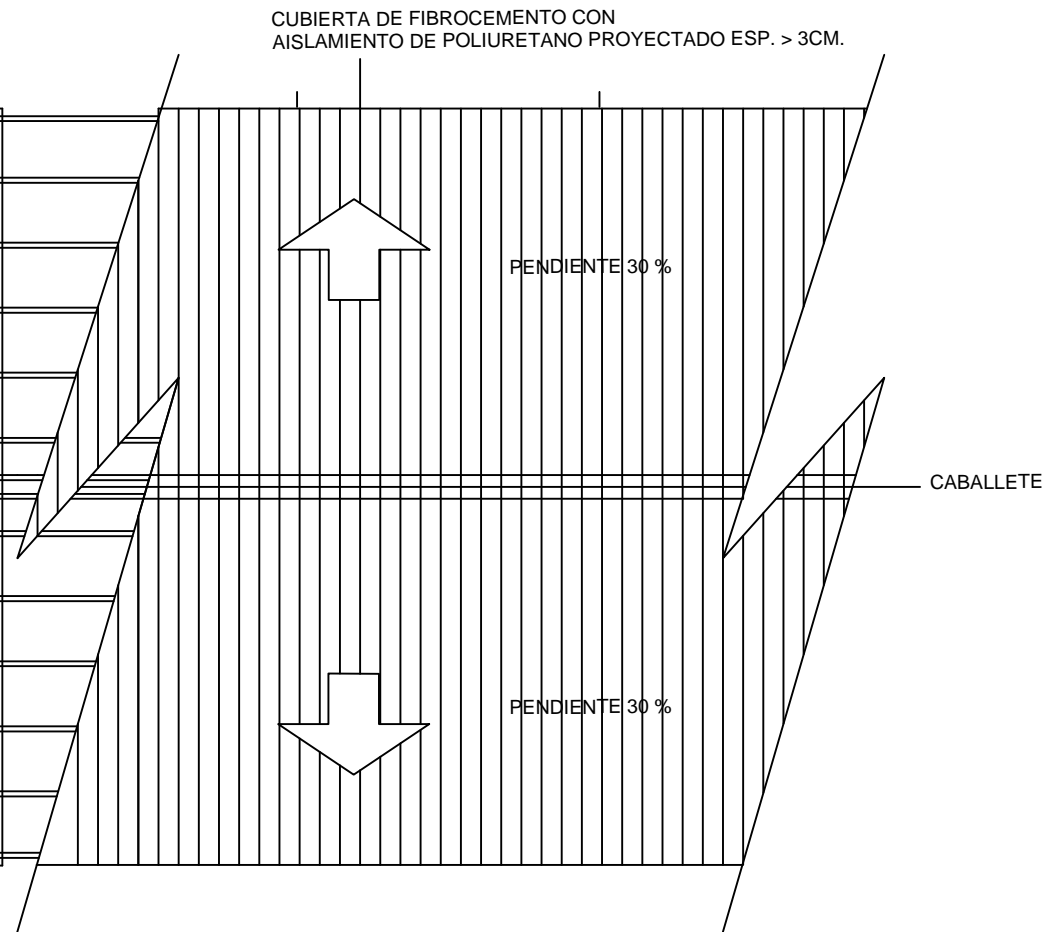 CUBIERTA DE FIBROCEMENTO CON
AISLAMIENTO DE POLIURETANO PROYECTADO ESP. > 3CM.
PENDIENTE 30 %
CABALLETE
PENDIENTE 30 %